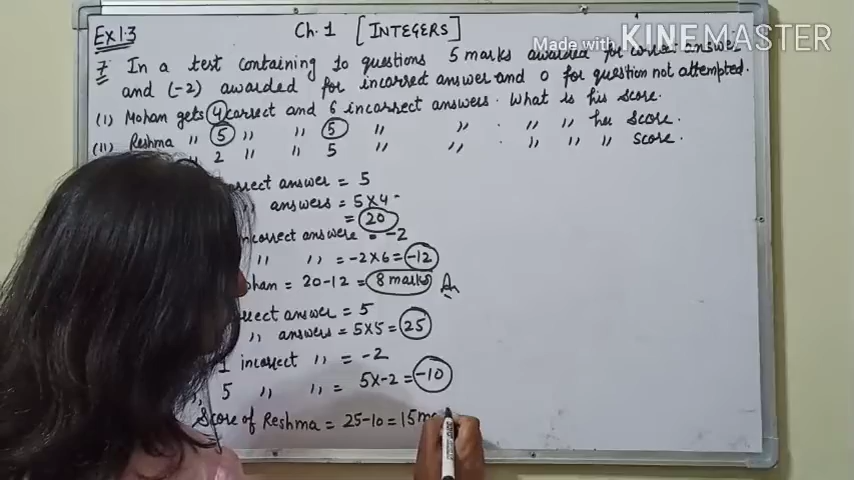 Ex 1.3 Ch. 1 [INTEGERS]
Made with KINEMASTER
7 In a test containing 10 questions 5 marks awarded for correct answer
and (-2) awarded for incorrect answer and 0 for question not attempted.
(i) Mohan gets 4 correct and 6 incorrect answers. What is his score.
(ii) Reshma " 5 " " 5 " " . " " her score.
2 " " 5 " " . " " " score.
correct answer = 5
" answers = 5x4
= 20
incorrect answer = -2
" " = -2x6 = -12
= 20-12 = 8 marks An
answer = 5
" answers = 5x5 = 25
1 incorrect " = -2
" 5 " " = 5x-2 = -10
Score of Reshma = 25-10 = 15